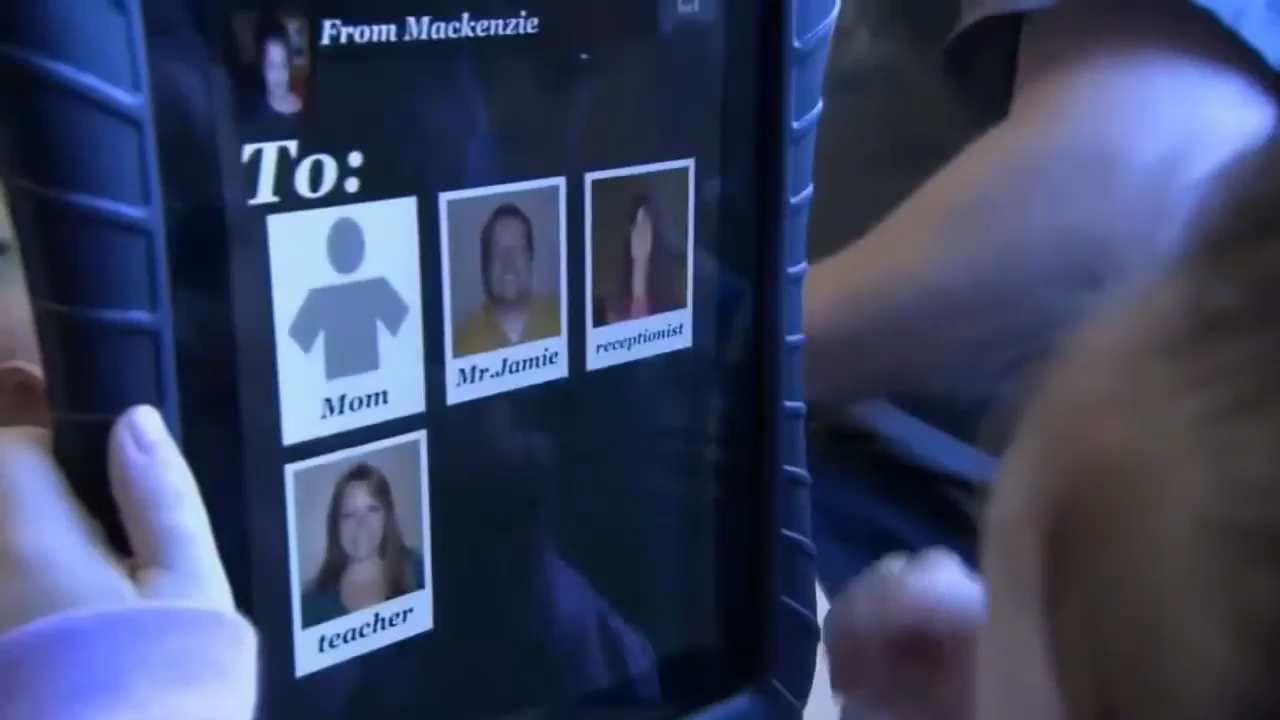 From Mackenzie
To:
Mom
Mr.Jamie
receptionist
teacher